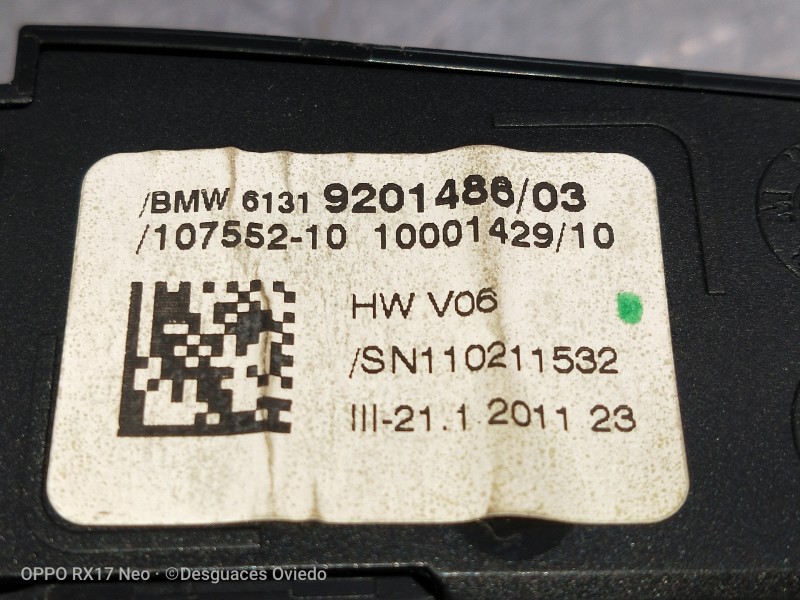 /BMW 6131 9201486/03
/107552-10 10001429/10
HW V06
/SN110211532
III-21.1 2011 23
OPPO RX17 Neo · ©Desguaces Oviedo